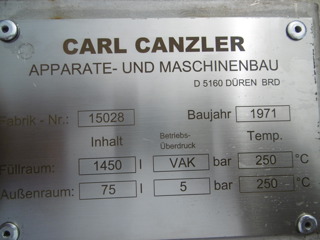 CARL CANZLER
APPARATE- UND MASCHINENBAU
D 5160 DÜREN BRD
Fabrik - Nr.: 15028 Baujahr 1971
Inhalt Betriebs- Überdruck Temp.
Füllraum: 1450 l VAK bar 250 °C
Außenraum: 75 l 5 bar 250 °C